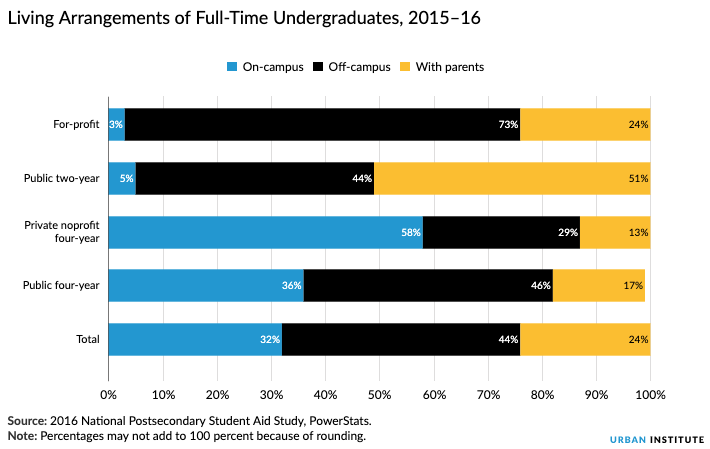 Living Arrangements of Full-Time Undergraduates, 2015–16
On-campus Off-campus With parents
For-profit 3% 73% 24%
Public two-year 5% 44% 51%
Private noprofit
four-year 58% 29% 13%
Public four-year 36% 46% 17%
Total 32% 44% 24%
0% 10% 20% 30% 40% 50% 60% 70% 80% 90% 100%
Source: 2016 National Postsecondary Student Aid Study, PowerStats.
Note: Percentages may not add to 100 percent because of rounding.
URBAN INSTITUTE